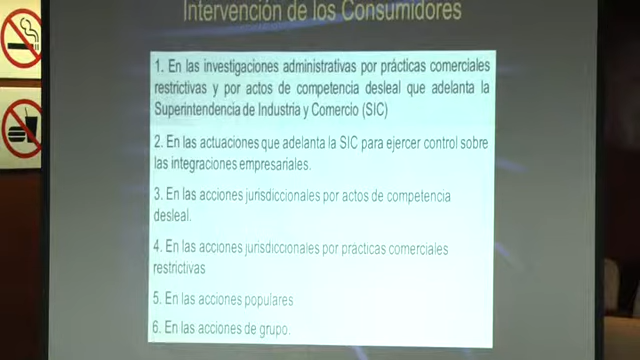 Intervención de los Consumidores
1. En las investigaciones administrativas por prácticas comerciales
restrictivas y por actos de competencia desleal que adelanta la
Superintendencia de Industria y Comercio (SIC)
2. En las actuaciones que adelanta la SIC para ejercer control sobre
las integraciones empresariales.
3. En las acciones jurisdiccionales por actos de competencia
desleal.
4. En las acciones jurisdiccionales por prácticas comerciales
restrictivas
5. En las acciones populares
6. En las acciones de grupo.